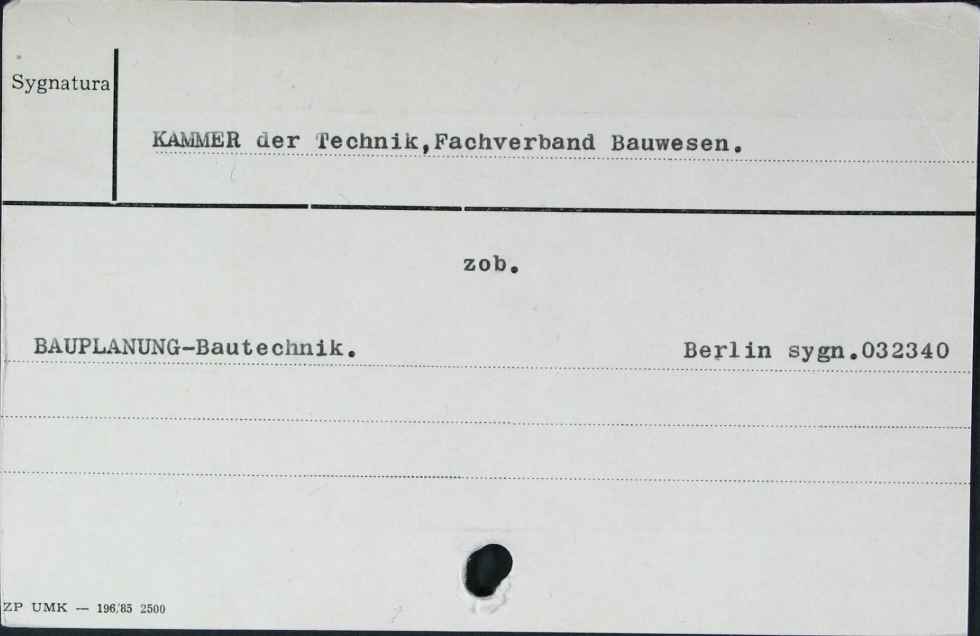 Sygnatura
KAMMER der Technik,Fachverband Bauwesen.
zob.
BAUPLANUNG-Bautechnik. Berlin sygn.032340
ZP UMK — 196/85 2500